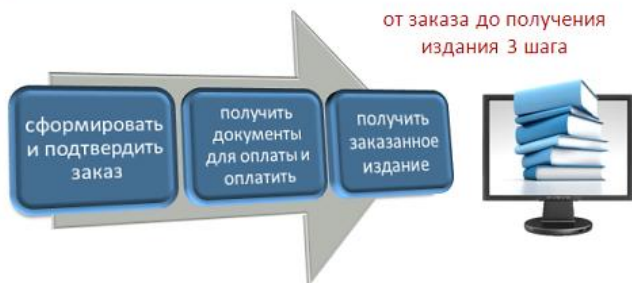 от заказа до получения
издания 3 шага
сформировать
и подтвердить
заказ
получить
документы
для оплаты и
оплатить
получить
заказанное
издание